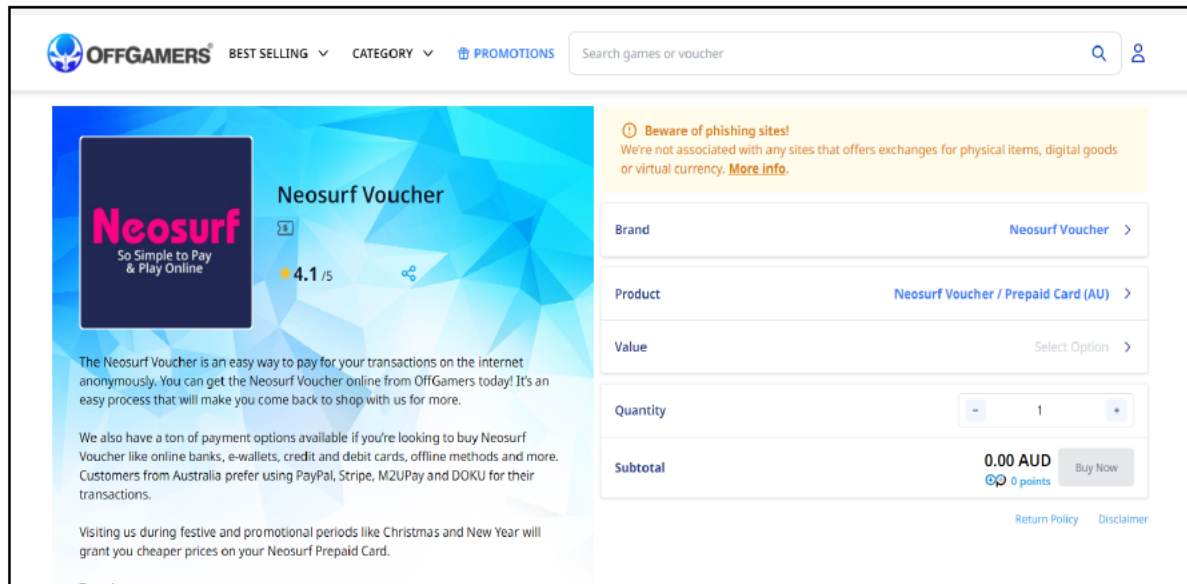 OFFGAMERS®
BEST SELLING
CATEGORY
PROMOTIONS
Search games or voucher
Neosurf
So Simple to Pay
& Play Online
Neosurf Voucher
4.1 /5
The Neosurf Voucher is an easy way to pay for your transactions on the internet
anonymously. You can get the Neosurf Voucher online from OffGamers today! It's an
easy process that will make you come back to shop with us for more.
We also have a ton of payment options available if you're looking to buy Neosurf
Voucher like online banks, e-wallets, credit and debit cards, offline methods and more.
Customers from Australia prefer using PayPal, Stripe, M2UPay and DOKU for their
transactions.
Visiting us during festive and promotional periods like Christmas and New Year will
grant you cheaper prices on your Neosurf Prepaid Card.
Beware of phishing sites!
We're not associated with any sites that offers exchanges for physical items, digital goods
or virtual currency. More info.
Brand
Neosurf Voucher
Product
Neosurf Voucher / Prepaid Card (AU)
Value
Select Option
Quantity
- 1 +
Subtotal
0.00 AUD
0 points
Buy Now
Return Policy
Disclaimer